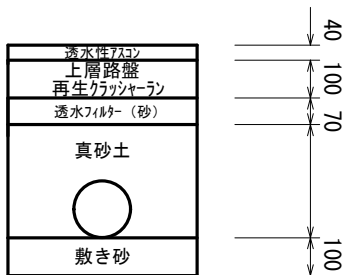 透水性アスコン
上層路盤
再生クラッシャーラン
透水フィルター（砂）
真砂土
敷き砂
40
100
70
100